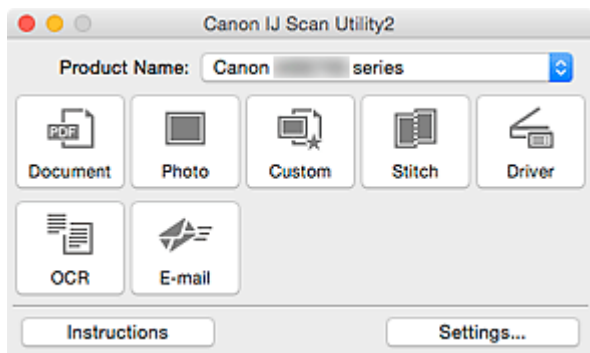 Canon IJ Scan Utility2
Product Name: Canon series
PDF
Document Photo Custom Stitch Driver
OCR E-mail
Instructions Settings...